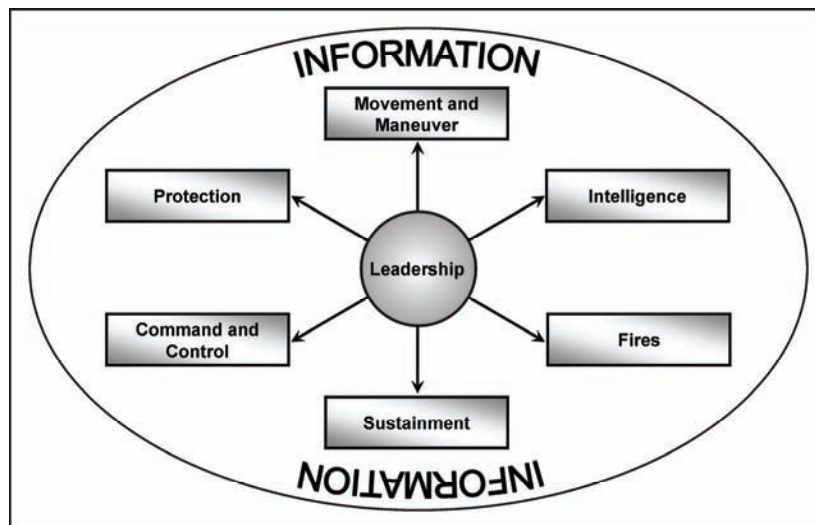 INFORMATION
Movement and
Maneuver
Protection
Intelligence
Leadership
Command and
Control
Fires
Sustainment
INFORMATION